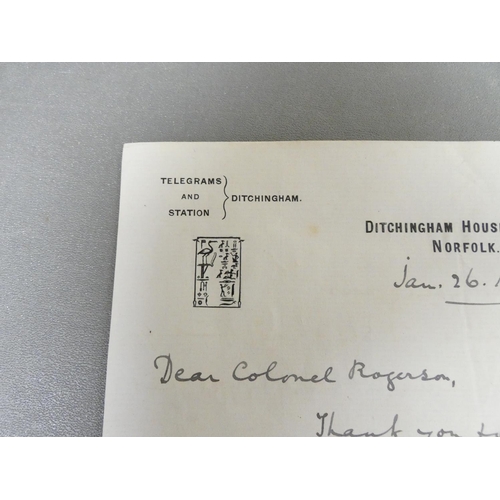 TELEGRAMS
AND
STATION
DITCHINGHAM.
DITCHINGHAM HOUS
NORFOLK.
Jan. 26.
Dear Colonel Rogerson,
Thank you